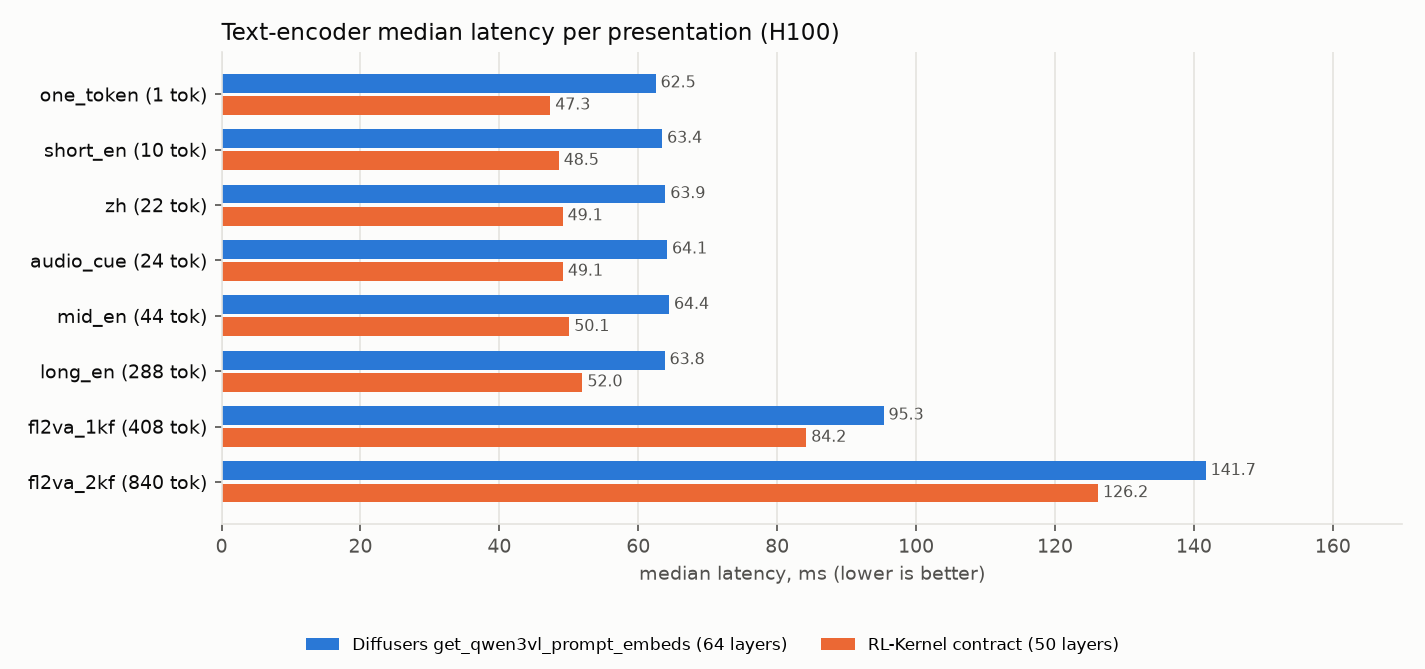 Text-encoder median latency per presentation (H100)
one_token (1 tok)
62.5
47.3
short_en (10 tok)
63.4
48.5
zh (22 tok)
63.9
49.1
audio_cue (24 tok)
64.1
49.1
mid_en (44 tok)
64.4
50.1
long_en (288 tok)
63.8
52.0
fl2va_1kf (408 tok)
95.3
84.2
fl2va_2kf (840 tok)
141.7
126.2
0 20 40 60 80 100 120 140 160
median latency, ms (lower is better)
Diffusers get_qwen3vl_prompt_embeds (64 layers) RL-Kernel contract (50 layers)